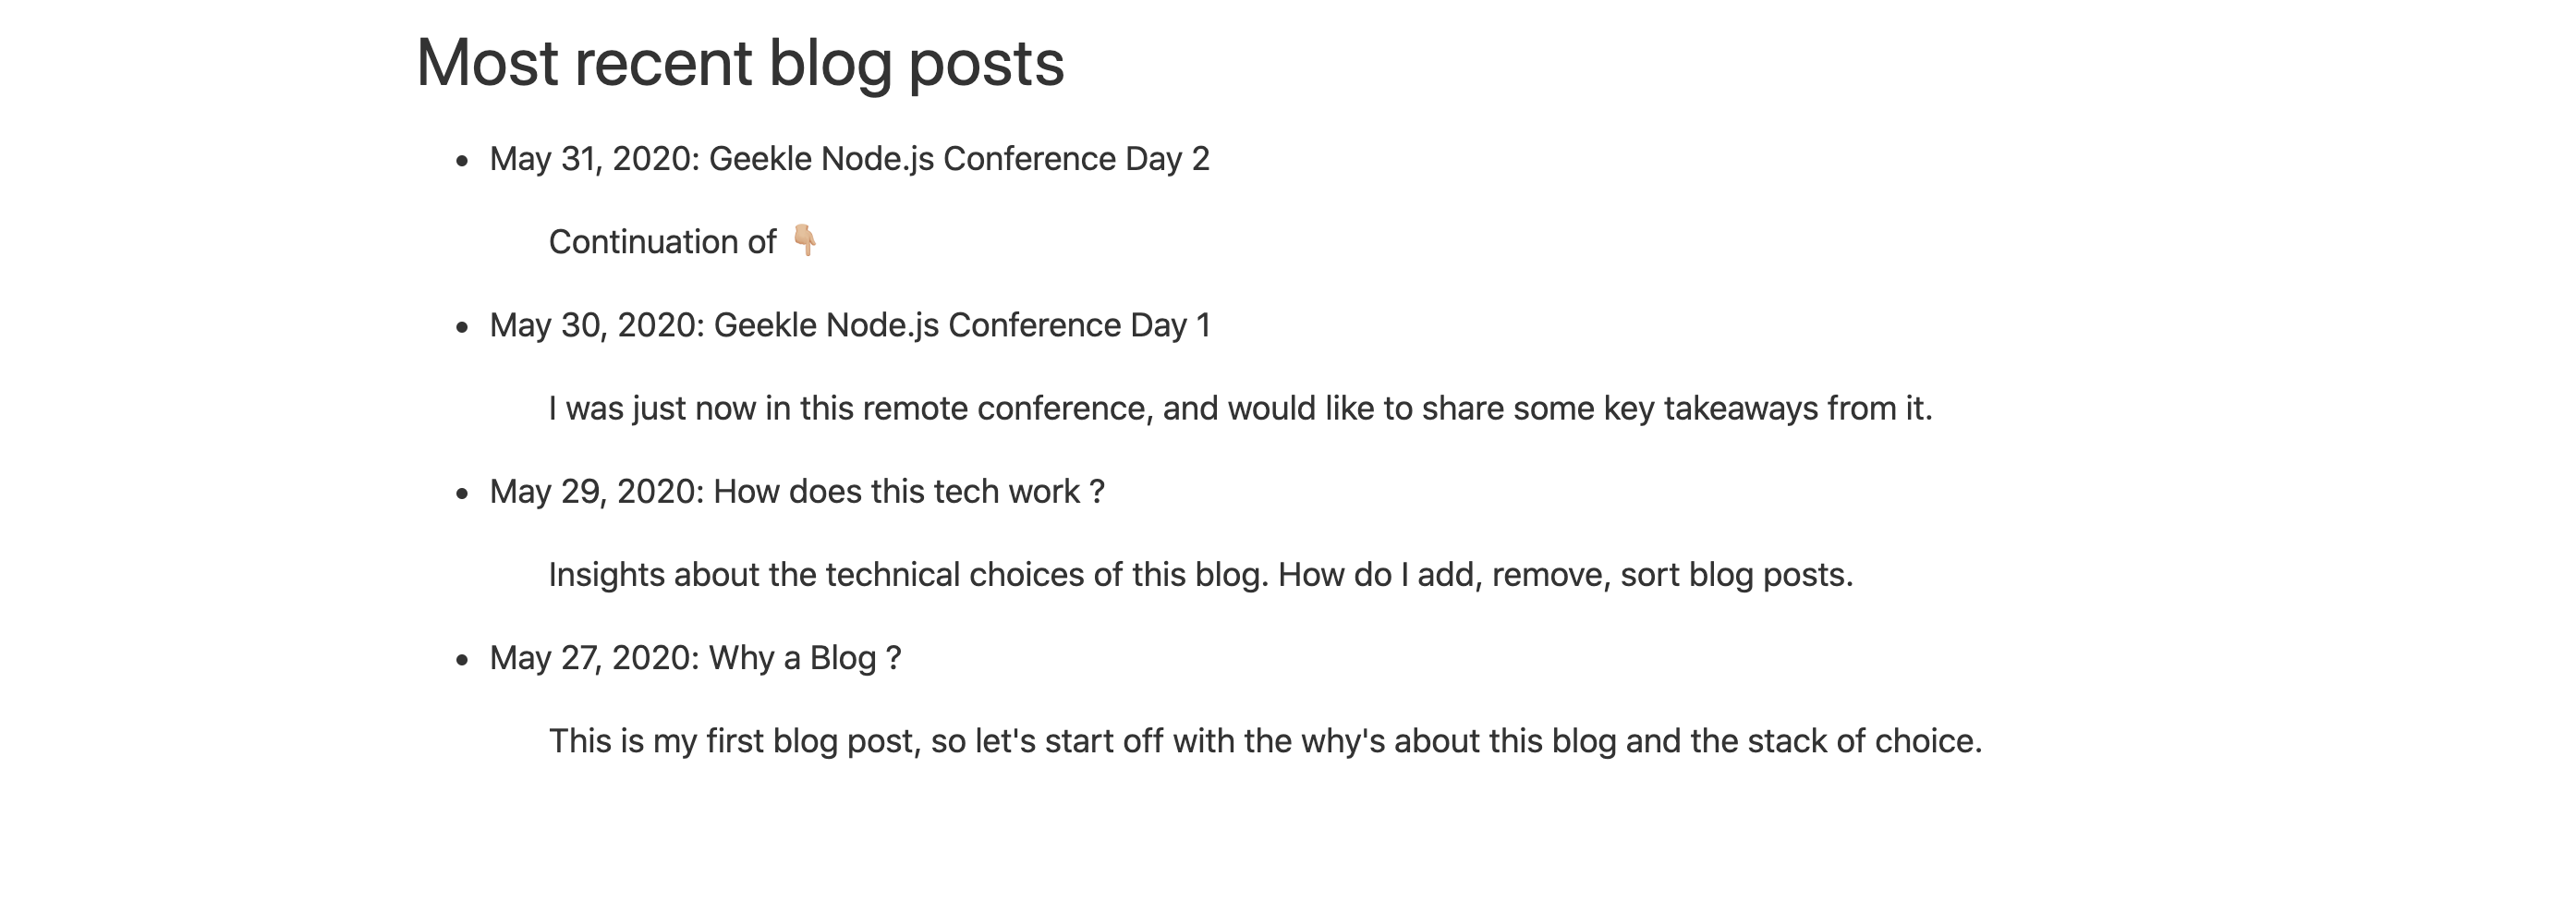 Most recent blog posts
• May 31, 2020: Geekle Node.js Conference Day 2
Continuation of 👇🏼
• May 30, 2020: Geekle Node.js Conference Day 1
I was just now in this remote conference, and would like to share some key takeaways from it.
• May 29, 2020: How does this tech work ?
Insights about the technical choices of this blog. How do I add, remove, sort blog posts.
• May 27, 2020: Why a Blog ?
This is my first blog post, so let's start off with the why's about this blog and the stack of choice.